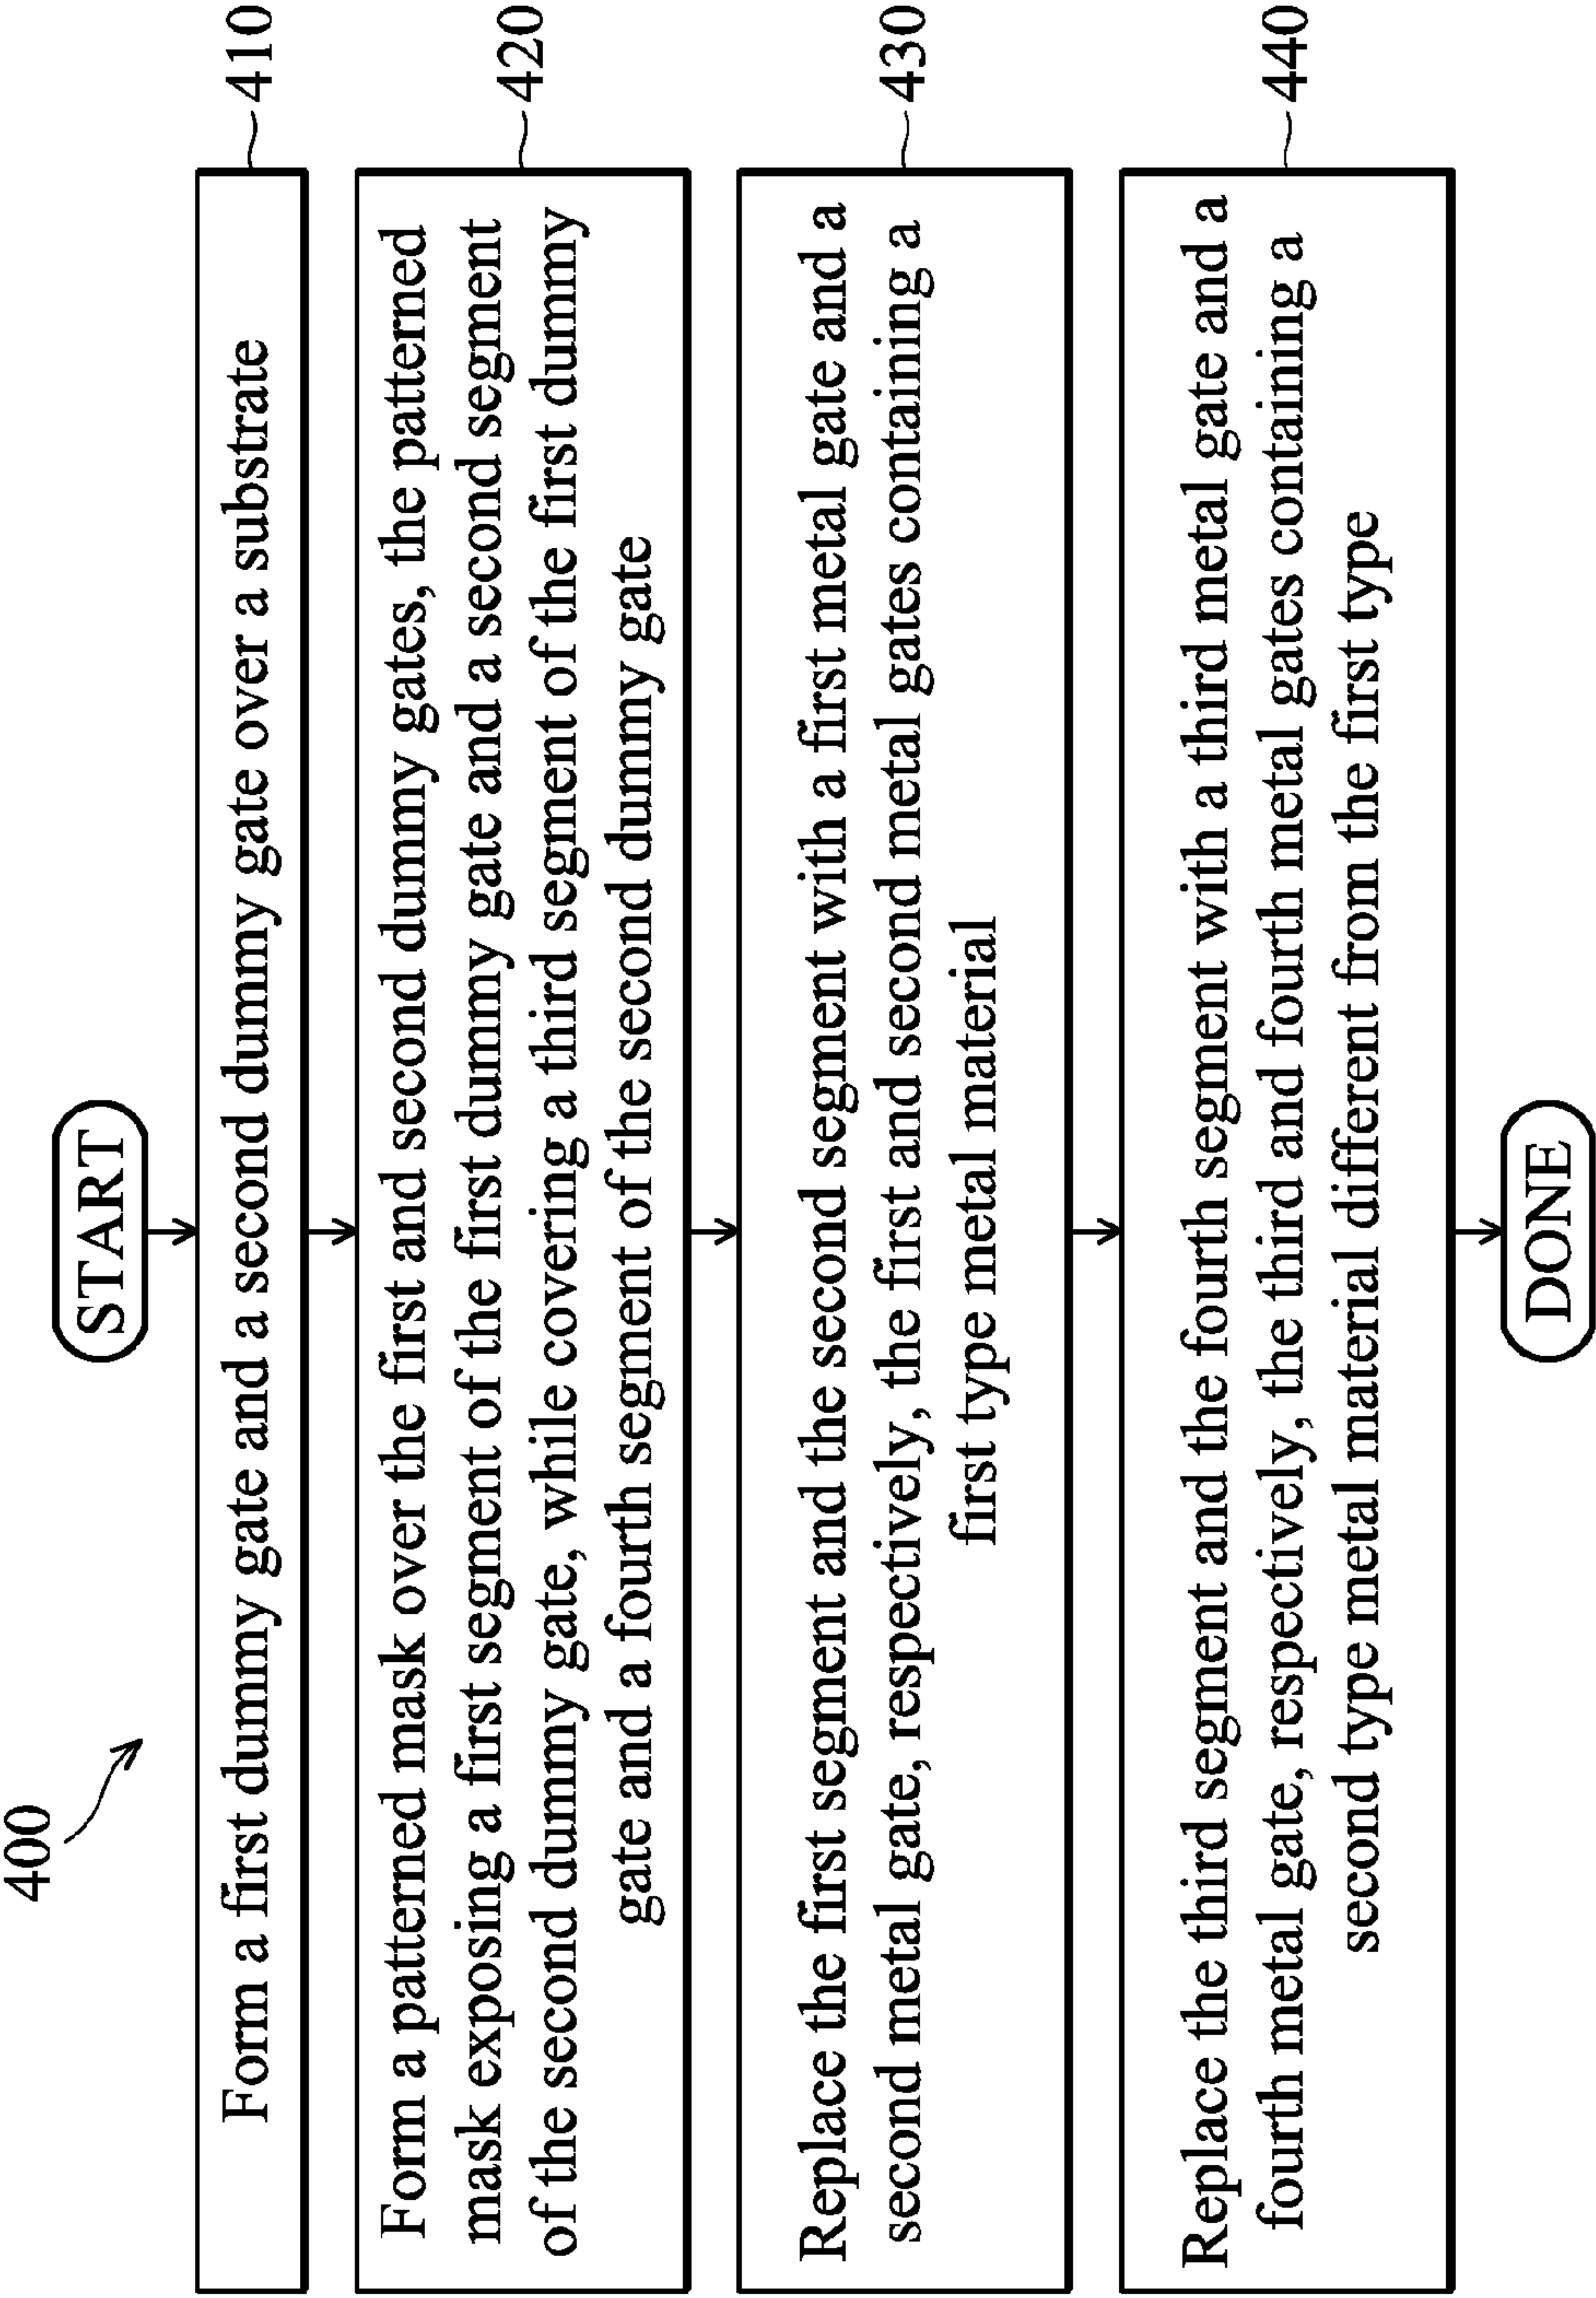 400
START
Form a first dummy gate and a second dummy gate over a substrate
410
Form a patterned mask over the first and second dummy gates, the patterned
mask exposing a first segment of the first dummy gate and a second segment
of the second dummy gate, while covering a third segment of the first dummy
gate and a fourth segment of the second dummy gate
420
Replace the first segment and the second segment with a first metal gate and a
second metal gate, respectively, the first and second metal gates containing a
first type metal material
430
Replace the third segment and the fourth segment with a third metal gate and a
fourth metal gate, respectively, the third and fourth metal gates containing a
second type metal material different from the first type
440
DONE